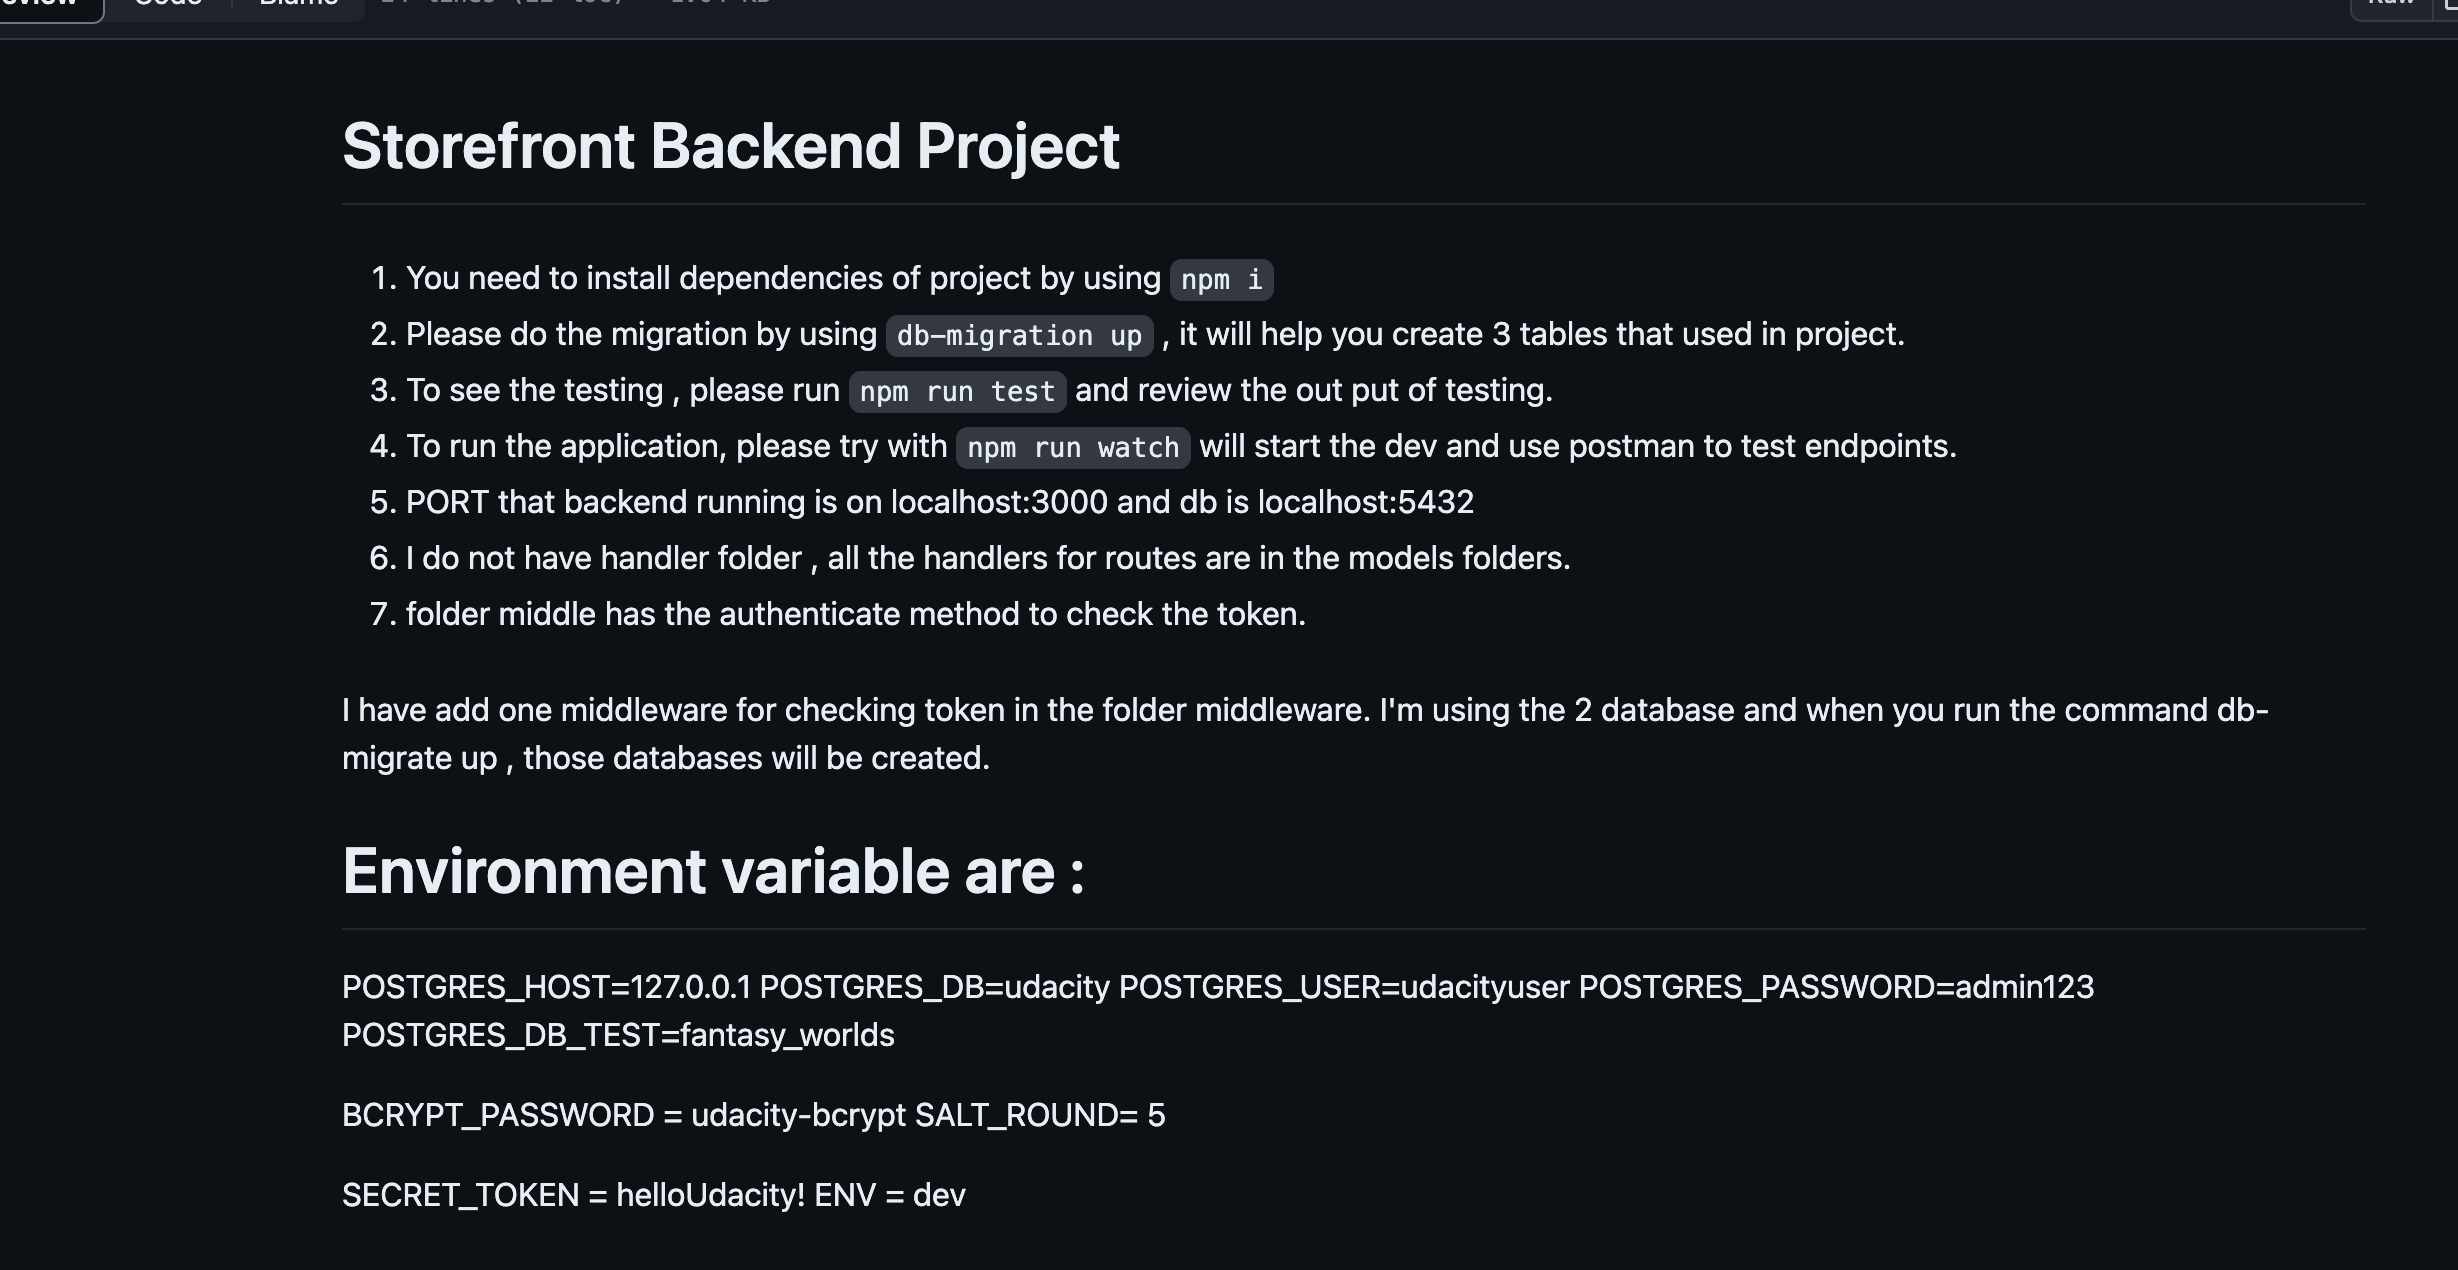 Code Blame
Raw
Storefront Backend Project
1. You need to install dependencies of project by using npm i
2. Please do the migration by using db-migration up , it will help you create 3 tables that used in project.
3. To see the testing , please run npm run test and review the out put of testing.
4. To run the application, please try with npm run watch will start the dev and use postman to test endpoints.
5. PORT that backend running is on localhost:3000 and db is localhost:5432
6. I do not have handler folder , all the handlers for routes are in the models folders.
7. folder middle has the authenticate method to check the token.
I have add one middleware for checking token in the folder middleware. I'm using the 2 database and when you run the command db-
migrate up , those databases will be created.
Environment variable are :
POSTGRES_HOST=127.0.0.1 POSTGRES_DB=udacity POSTGRES_USER=udacityuser POSTGRES_PASSWORD=admin123
POSTGRES_DB_TEST=fantasy_worlds
BCRYPT_PASSWORD = udacity-bcrypt SALT_ROUND= 5
SECRET_TOKEN = helloUdacity! ENV = dev